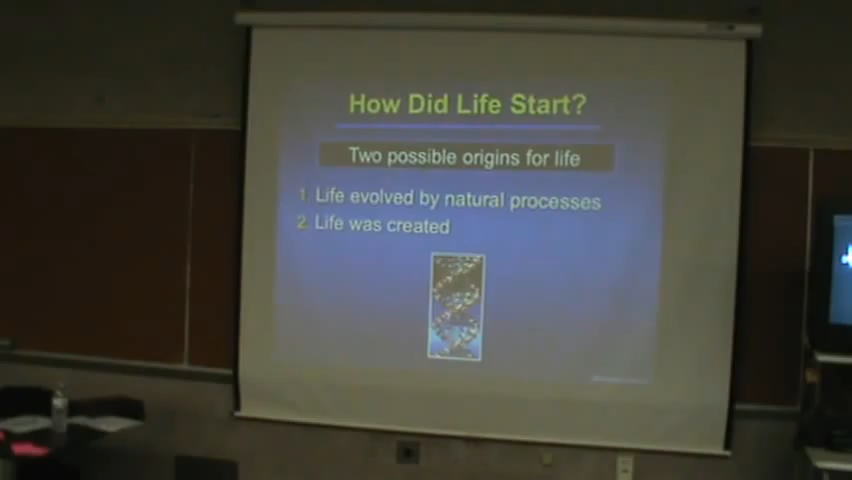 How Did Life Start?
Two possible origins for life
1. Life evolved by natural processes
2. Life was created